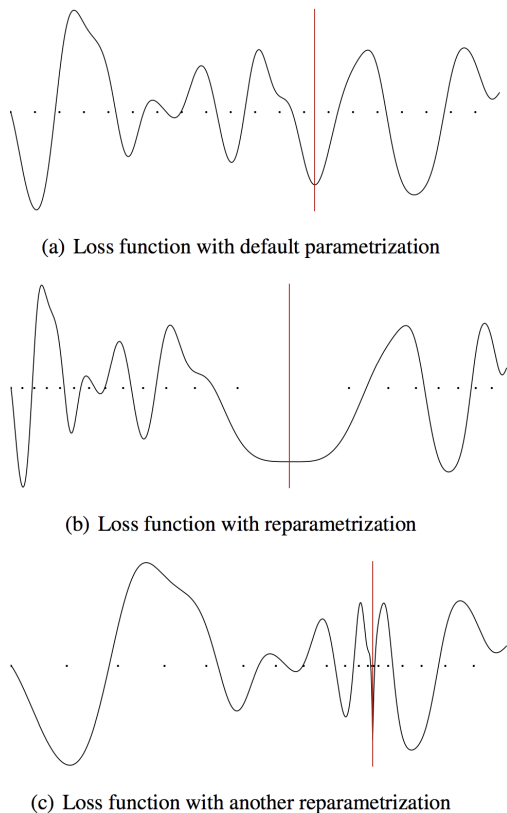 (a) Loss function with default parametrization
(b) Loss function with reparametrization
(c) Loss function with another reparametrization